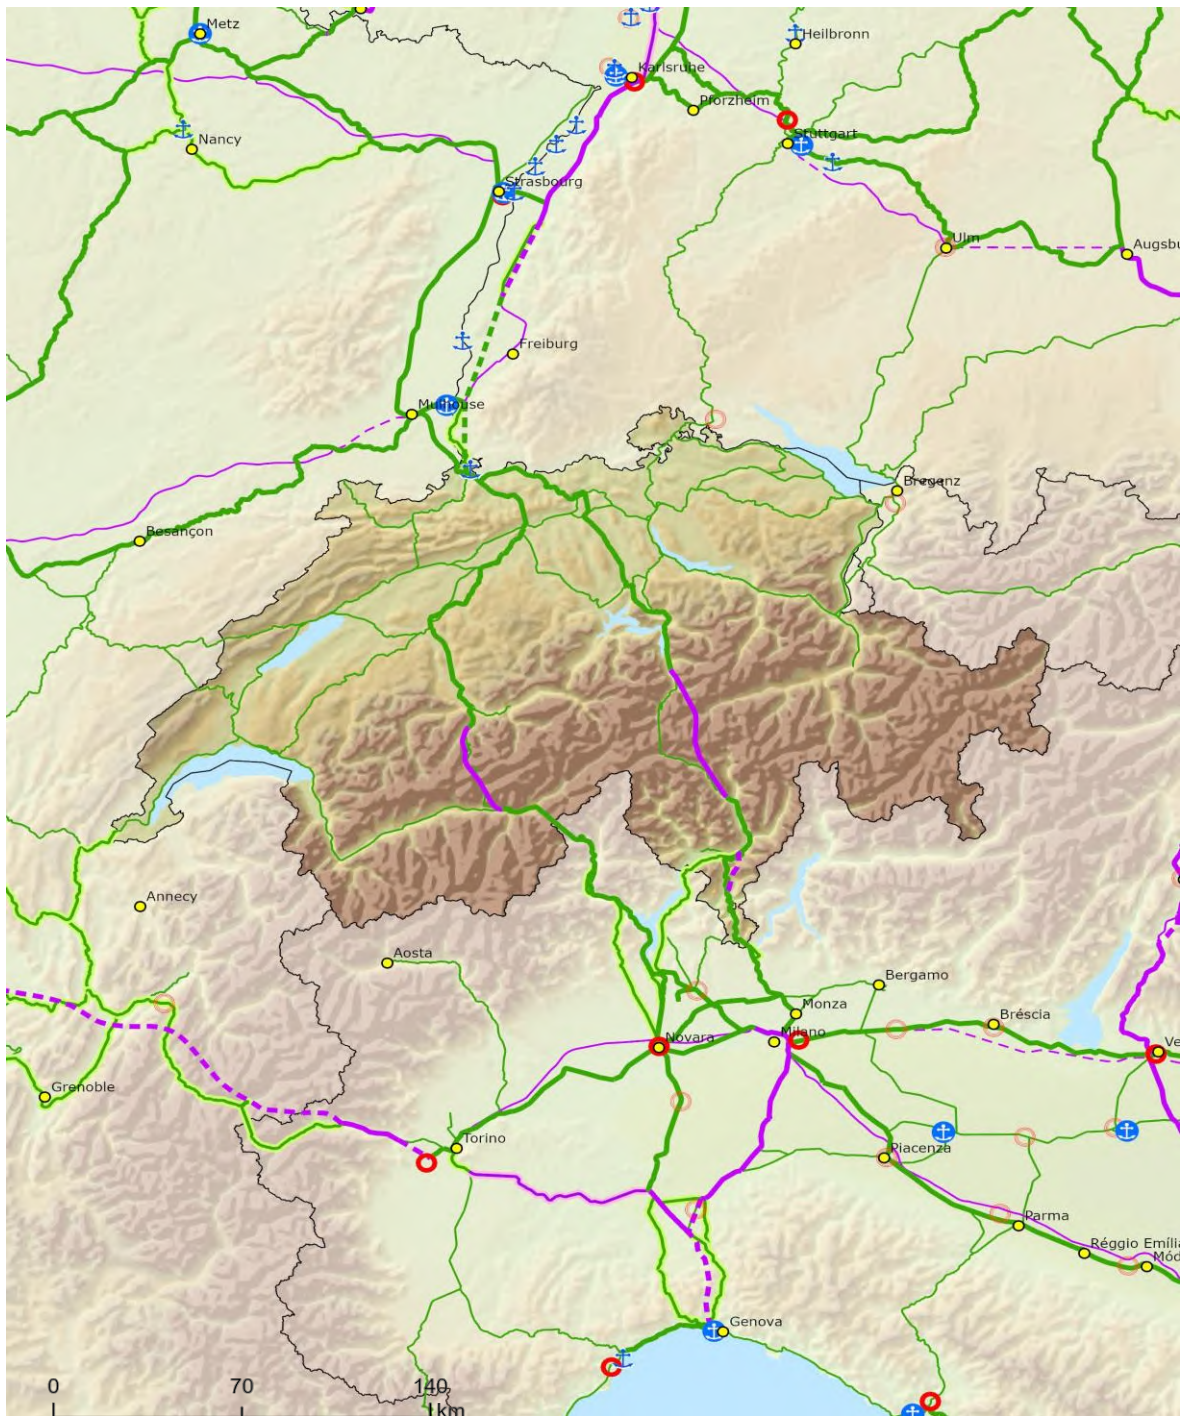 Metz
Heilbronn
Karlsruhe
Pforzheim
Nancy
Stuttgart
Strasbourg
Ulm
Augsbu
Freiburg
Mulhouse
Bregenz
Besançon
Annecy
Aosta
Bergamo
Monza
Bréscia
Novara
Milano
Ve
Grenoble
Torino
Piacenza
Parma
Réggio Emília
Mód
Genova
0 70 140
km